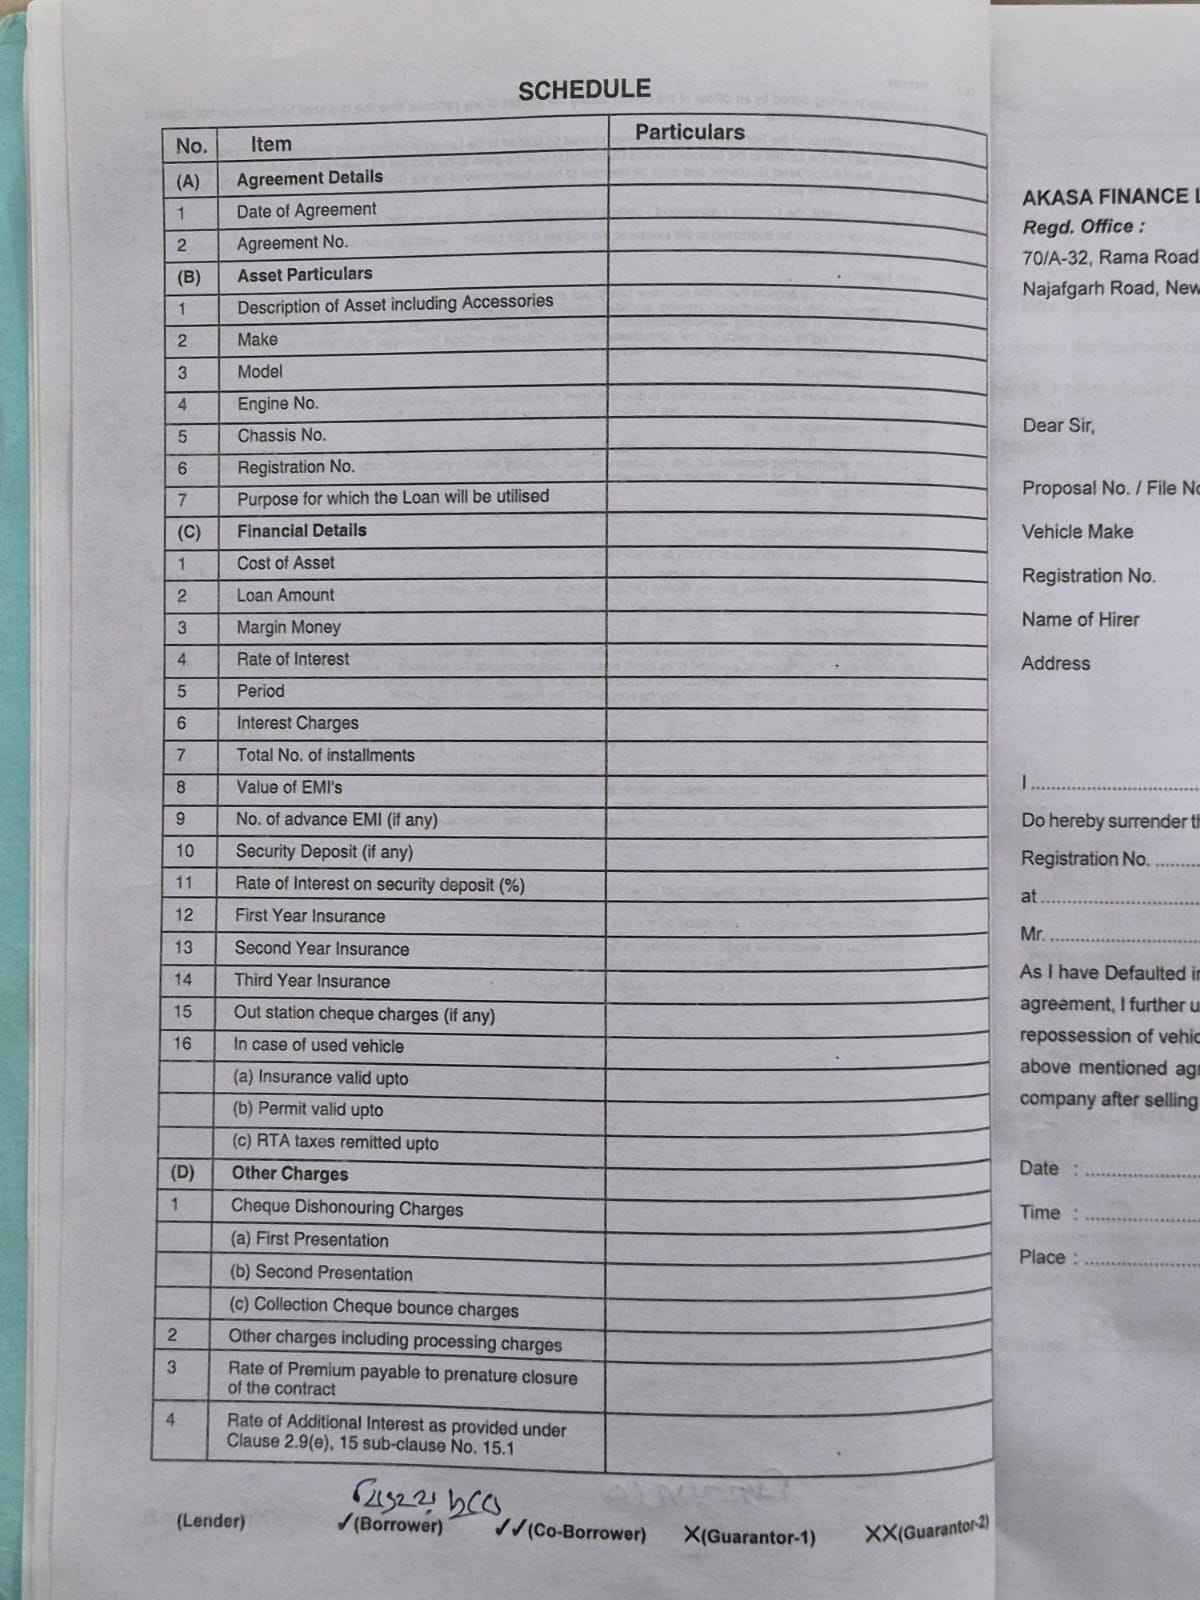 SCHEDULE
No. Item Particulars
(A) Agreement Details
1 Date of Agreement
2 Agreement No.
(B) Asset Particulars
1 Description of Asset including Accessories
2 Make
3 Model
4 Engine No.
5 Chassis No.
6 Registration No.
7 Purpose for which the Loan will be utilised
(C) Financial Details
1 Cost of Asset
2 Loan Amount
3 Margin Money
4 Rate of Interest
5 Period
6 Interest Charges
7 Total No. of installments
8 Value of EMI's
9 No. of advance EMI (if any)
10 Security Deposit (if any)
11 Rate of Interest on security deposit (%)
12 First Year Insurance
13 Second Year Insurance
14 Third Year Insurance
15 Out station cheque charges (if any)
16 In case of used vehicle
(a) Insurance valid upto
(b) Permit valid upto
(c) RTA taxes remitted upto
(D) Other Charges
1 Cheque Dishonouring Charges
(a) First Presentation
(b) Second Presentation
(c) Collection Cheque bounce charges
2 Other charges including processing charges
3 Rate of Premium payable to prenature closure
of the contract
4 Rate of Additional Interest as provided under
Clause 2.9(e), 15 sub-clause No. 15.1
(Lender) ✓(Borrower) ✓✓(Co-Borrower) X(Guarantor-1) XX(Guarantor-2)
AKASA FINANCE
Regd. Office :
70/A-32, Rama Road
Najafgarh Road, New
Dear Sir,
Proposal No. / File No
Vehicle Make
Registration No.
Name of Hirer
Address
I
Do hereby surrender
Registration No.
at
Mr.
As I have Defaulted
agreement, I further
repossession of
above mentioned
company after selling
Date :
Time :
Place :